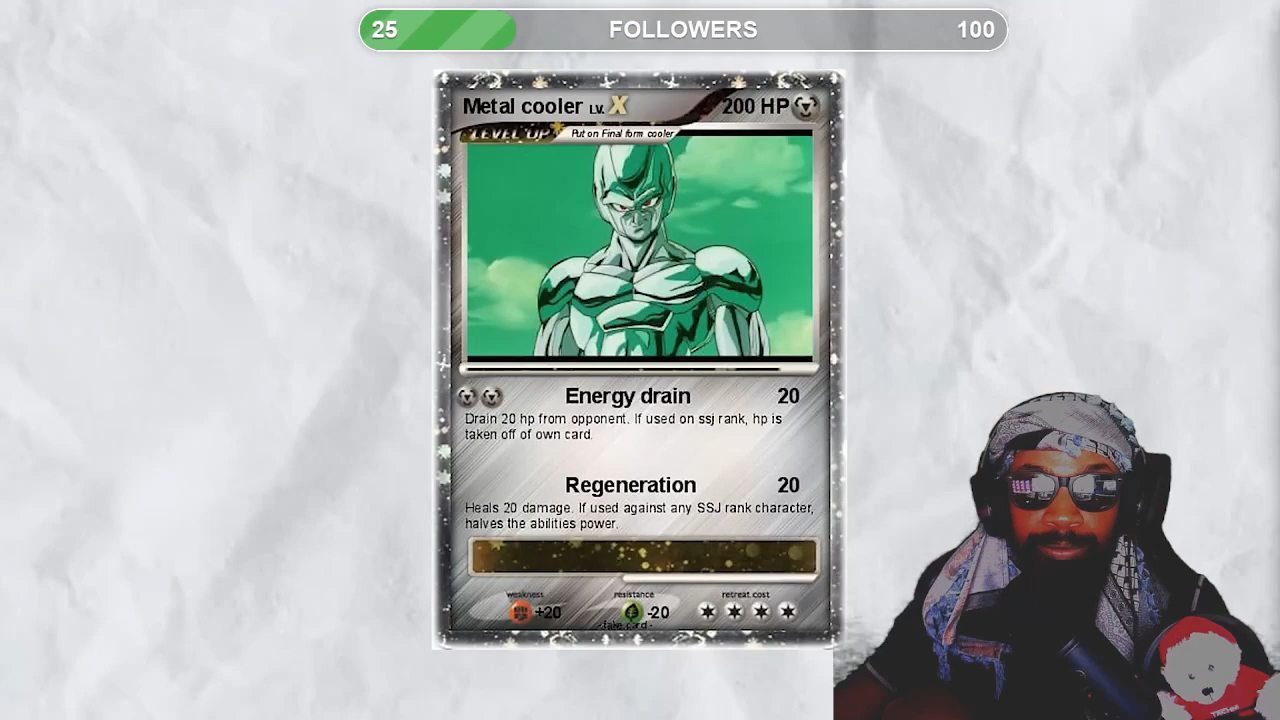 25 FOLLOWERS 100
Metal cooler LV. X 200 HP
LEVEL-UP Put on Final form cooler
Energy drain 20
Drain 20 hp from opponent. If used on ssj rank, hp is
taken off of own card.
Regeneration 20
Heals 20 damage. If used against any SSJ rank character,
halves the abilities power.
weakness resistance retreat cost
+20 -20
- fake card -